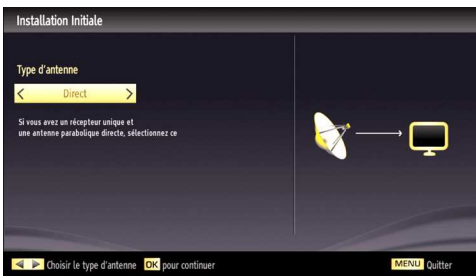 Installation Initiale
Type d'antenne
Direct
Si vous avez un récepteur unique et
une antenne parabolique directe, sélectionnez ce
Choisir le type d'antenne OK pour continuer
MENU Quitter